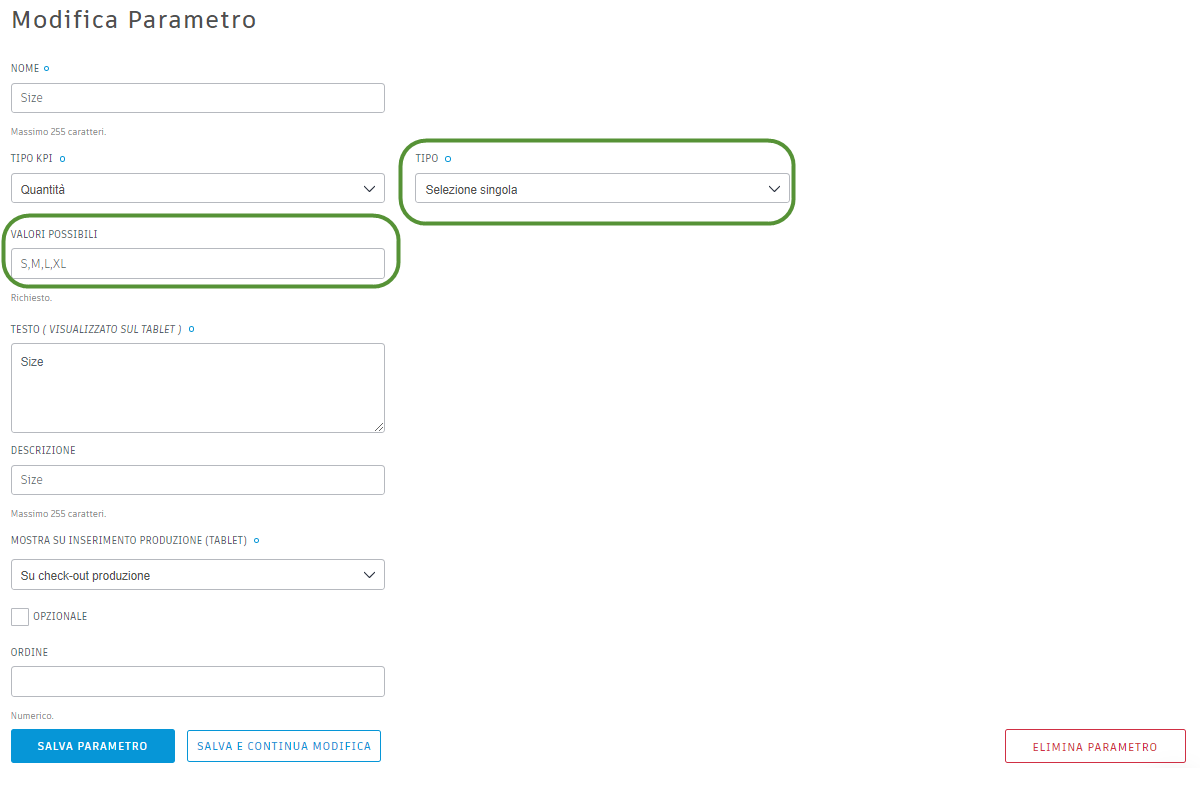 Modifica Parametro
NOME
Size
Massimo 255 caratteri.
TIPO KPI
TIPO
Quantità
Selezione singola
VALORI POSSIBILI
S,M,L,XL
Richiesto.
TESTO ( VISUALIZZATO SUL TABLET )
Size
DESCRIZIONE
Size
Massimo 255 caratteri.
MOSTRA SU INSERIMENTO PRODUZIONE (TABLET)
Su check-out produzione
OPZIONALE
ORDINE
Numerico.
SALVA PARAMETRO
SALVA E CONTINUA MODIFICA
ELIMINA PARAMETRO